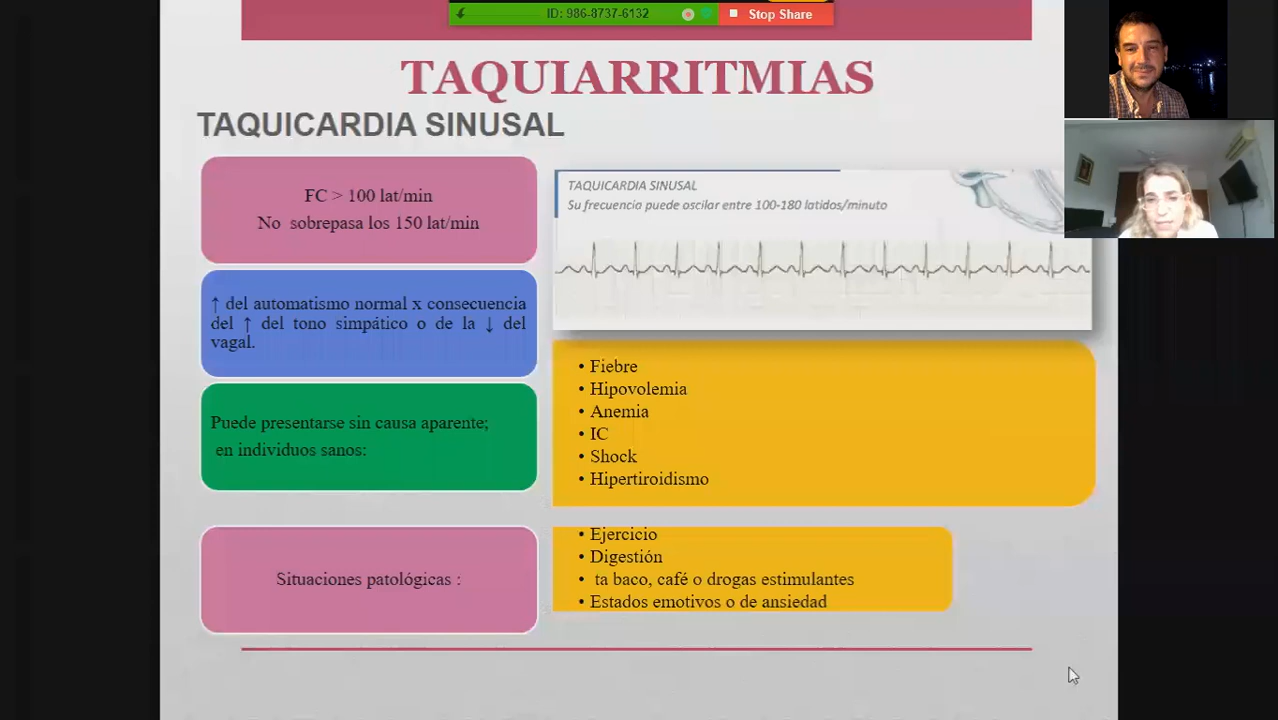 ID: 986-8737-6132
Stop Share
TAQUIARRITMIAS
TAQUICARDIA SINUSAL
FC > 100 lat/min
No sobrepasa los 150 lat/min
TAQUICARDIA SINUSAL
Su frecuencia puede oscilar entre 100-180 latidos/minuto
↑ del automatismo normal x consecuencia
del ↑ del tono simpático o de la ↓ del
vagal.
Puede presentarse sin causa aparente;
en individuos sanos:
• Fiebre
• Hipovolemia
• Anemia
• IC
• Shock
• Hipertiroidismo
Situaciones patológicas :
• Ejercicio
• Digestión
• ta baco, café o drogas estimulantes
• Estados emotivos o de ansiedad